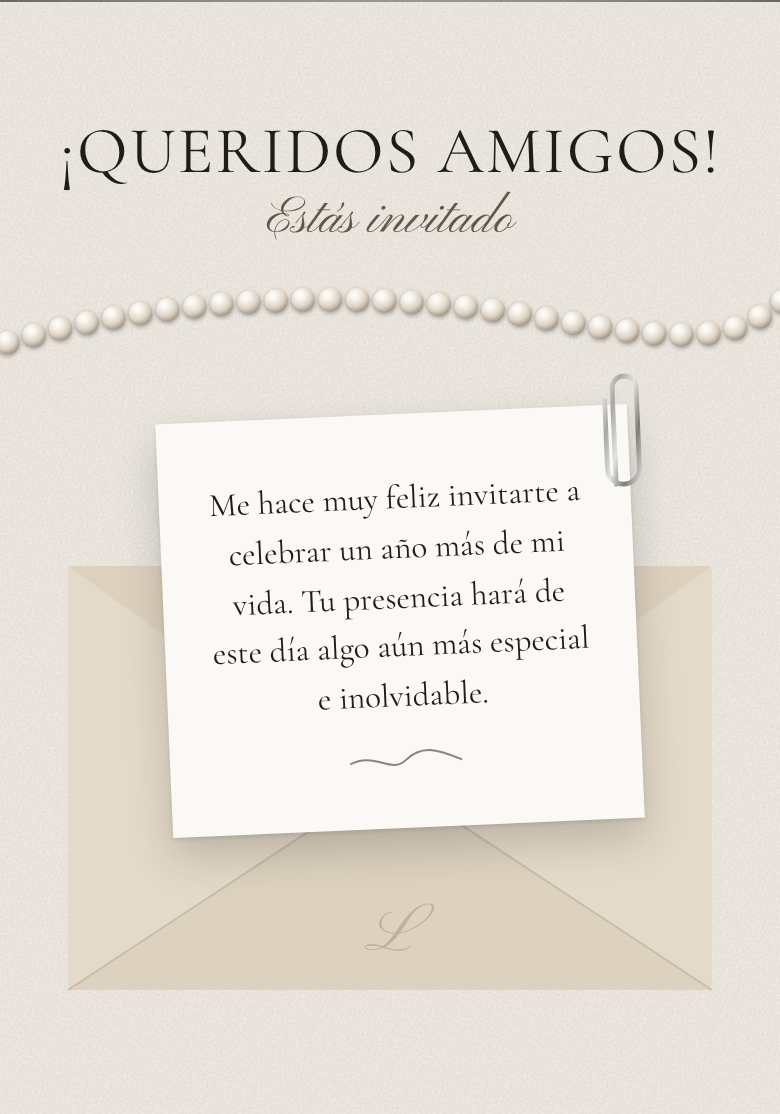 ¡QUERIDOS AMIGOS!
Estás invitado
Me hace muy feliz invitarte a
celebrar un año más de mi
vida. Tu presencia hará de
este día algo aún más especial
e inolvidable.
L